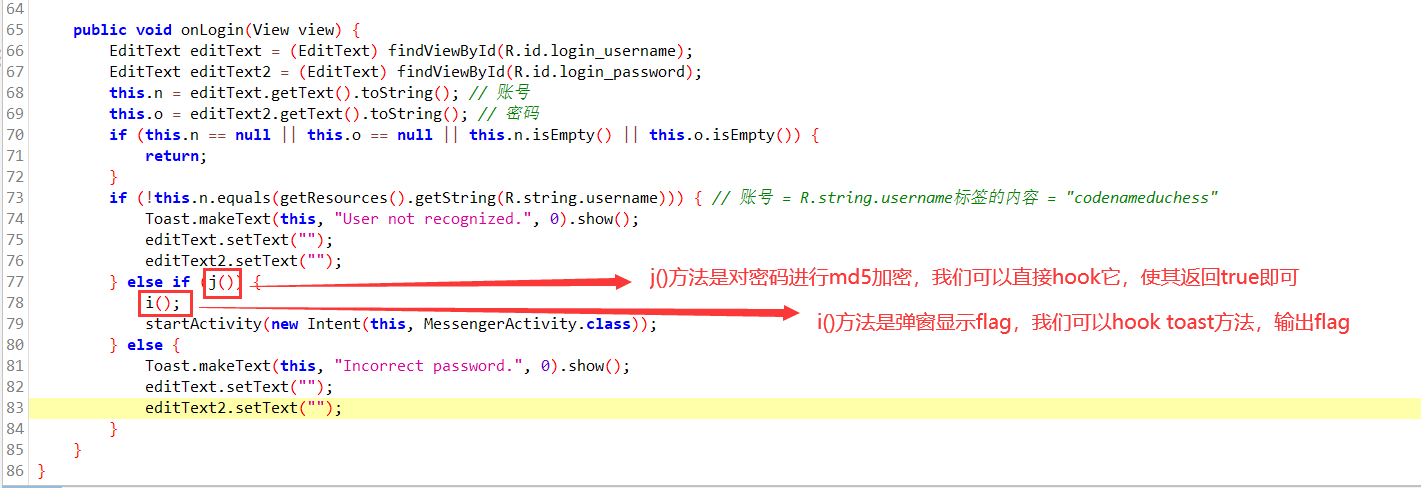 64
65 public void onLogin(View view) {
66 EditText editText = (EditText) findViewById(R.id.login_username);
67 EditText editText2 = (EditText) findViewById(R.id.login_password);
68 this.n = editText.getText().toString(); // 账号
69 this.o = editText2.getText().toString(); // 密码
70 if (this.n == null || this.o == null || this.n.isEmpty() || this.o.isEmpty()) {
71 return;
72 }
73 if (!this.n.equals(getResources().getString(R.string.username))) { // 账号 = R.string.username标签的内容 = "codenameduchess"
74 Toast.makeText(this, "User not recognized.", 0).show();
75 editText.setText("");
76 editText2.setText("");
77 } else if (j()) { j()方法是对密码进行md5加密，我们可以直接hook它，使其返回true即可
78 i();
79 startActivity(new Intent(this, MessengerActivity.class)); i()方法是弹窗显示flag，我们可以hook toast方法，输出flag
80 } else {
81 Toast.makeText(this, "Incorrect password.", 0).show();
82 editText.setText("");
83 editText2.setText("");
84 }
85 }
86 }